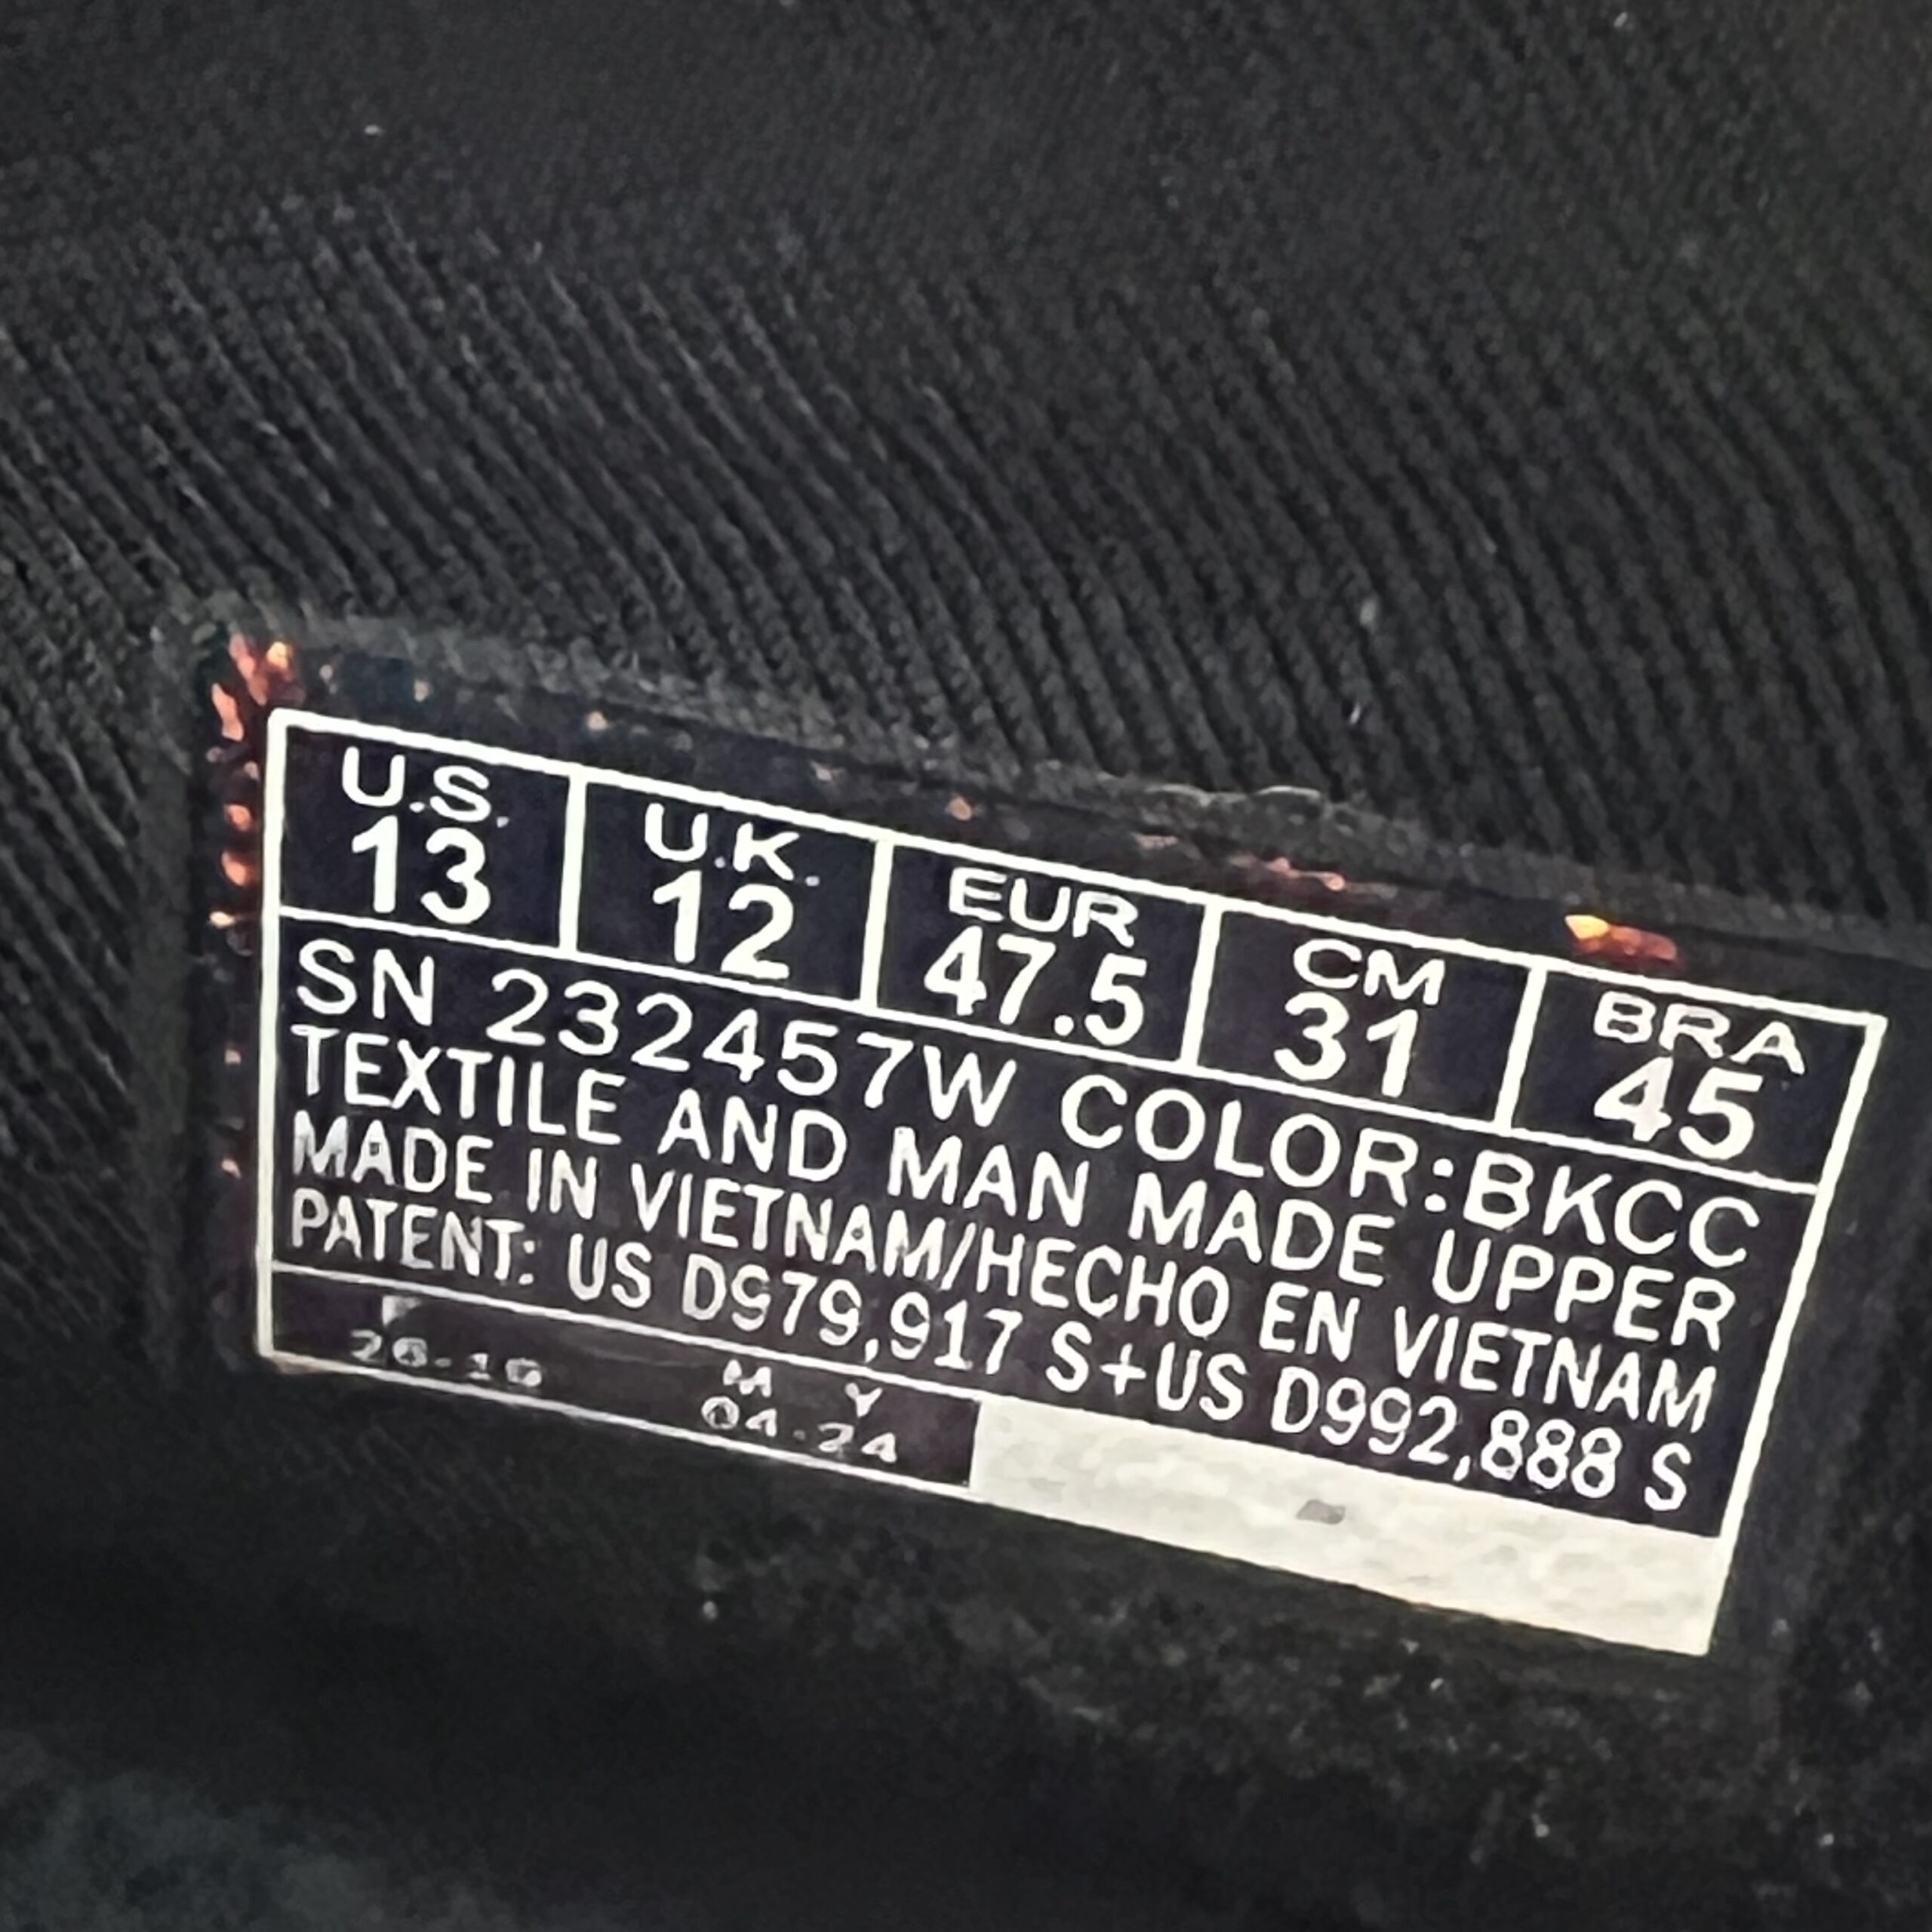 U.S. U.K. EUR CM BRA
13 12 47.5 31 45
SN 232457W COLOR:BKCC
TEXTILE AND MAN MADE UPPER
MADE IN VIETNAM/HECHO EN VIETNAM
PATENT: US D979,917 S+US D992,888 S
M Y
04.24